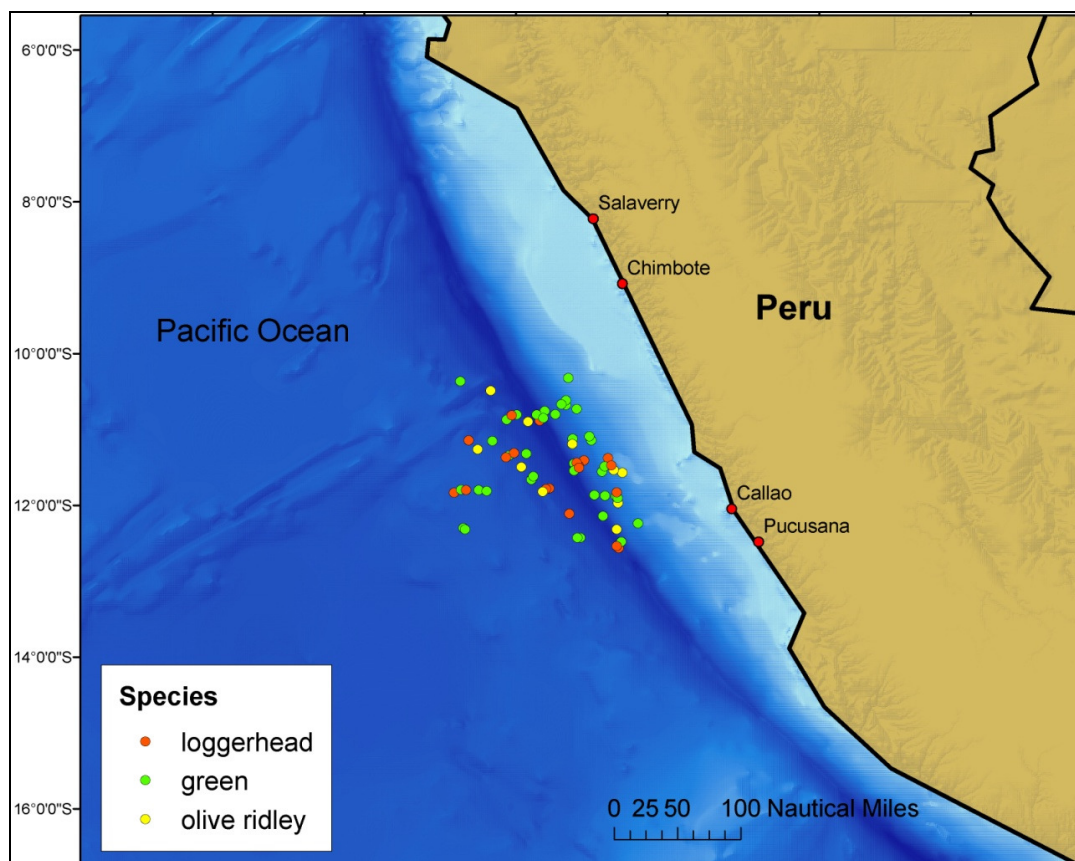 6°0'0"S
8°0'0"S
Salaverry
Chimbote
Peru
Pacific Ocean
10°0'0"S
12°0'0"S
Callao
Pucusana
14°0'0"S
Species
loggerhead
green
olive ridley
0 25 50 100 Nautical Miles
16°0'0"S